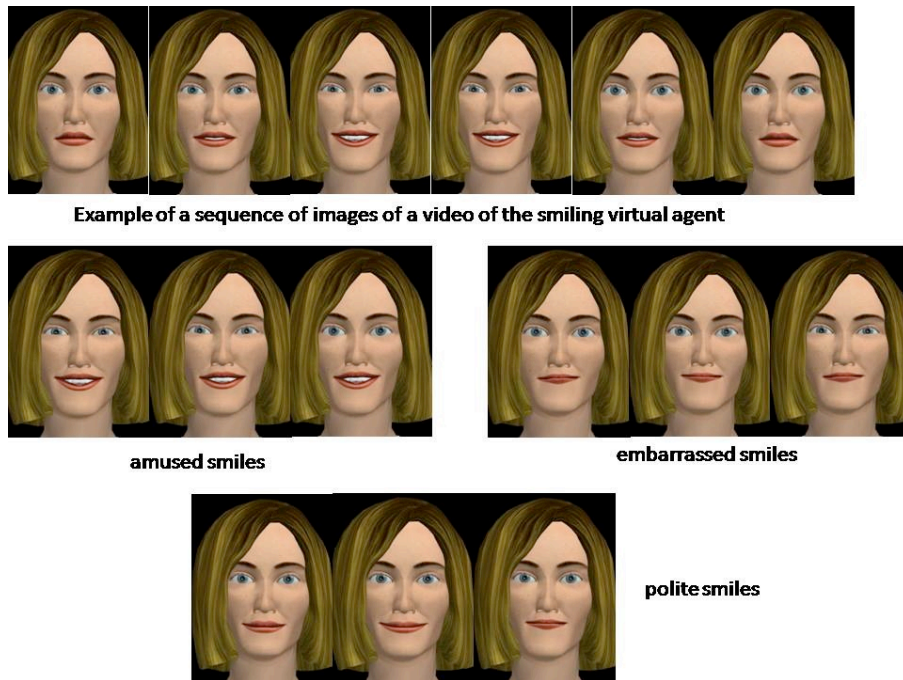 Example of a sequence of images of a video of the smiling virtual agent
amused smiles
embarrassed smiles
polite smiles